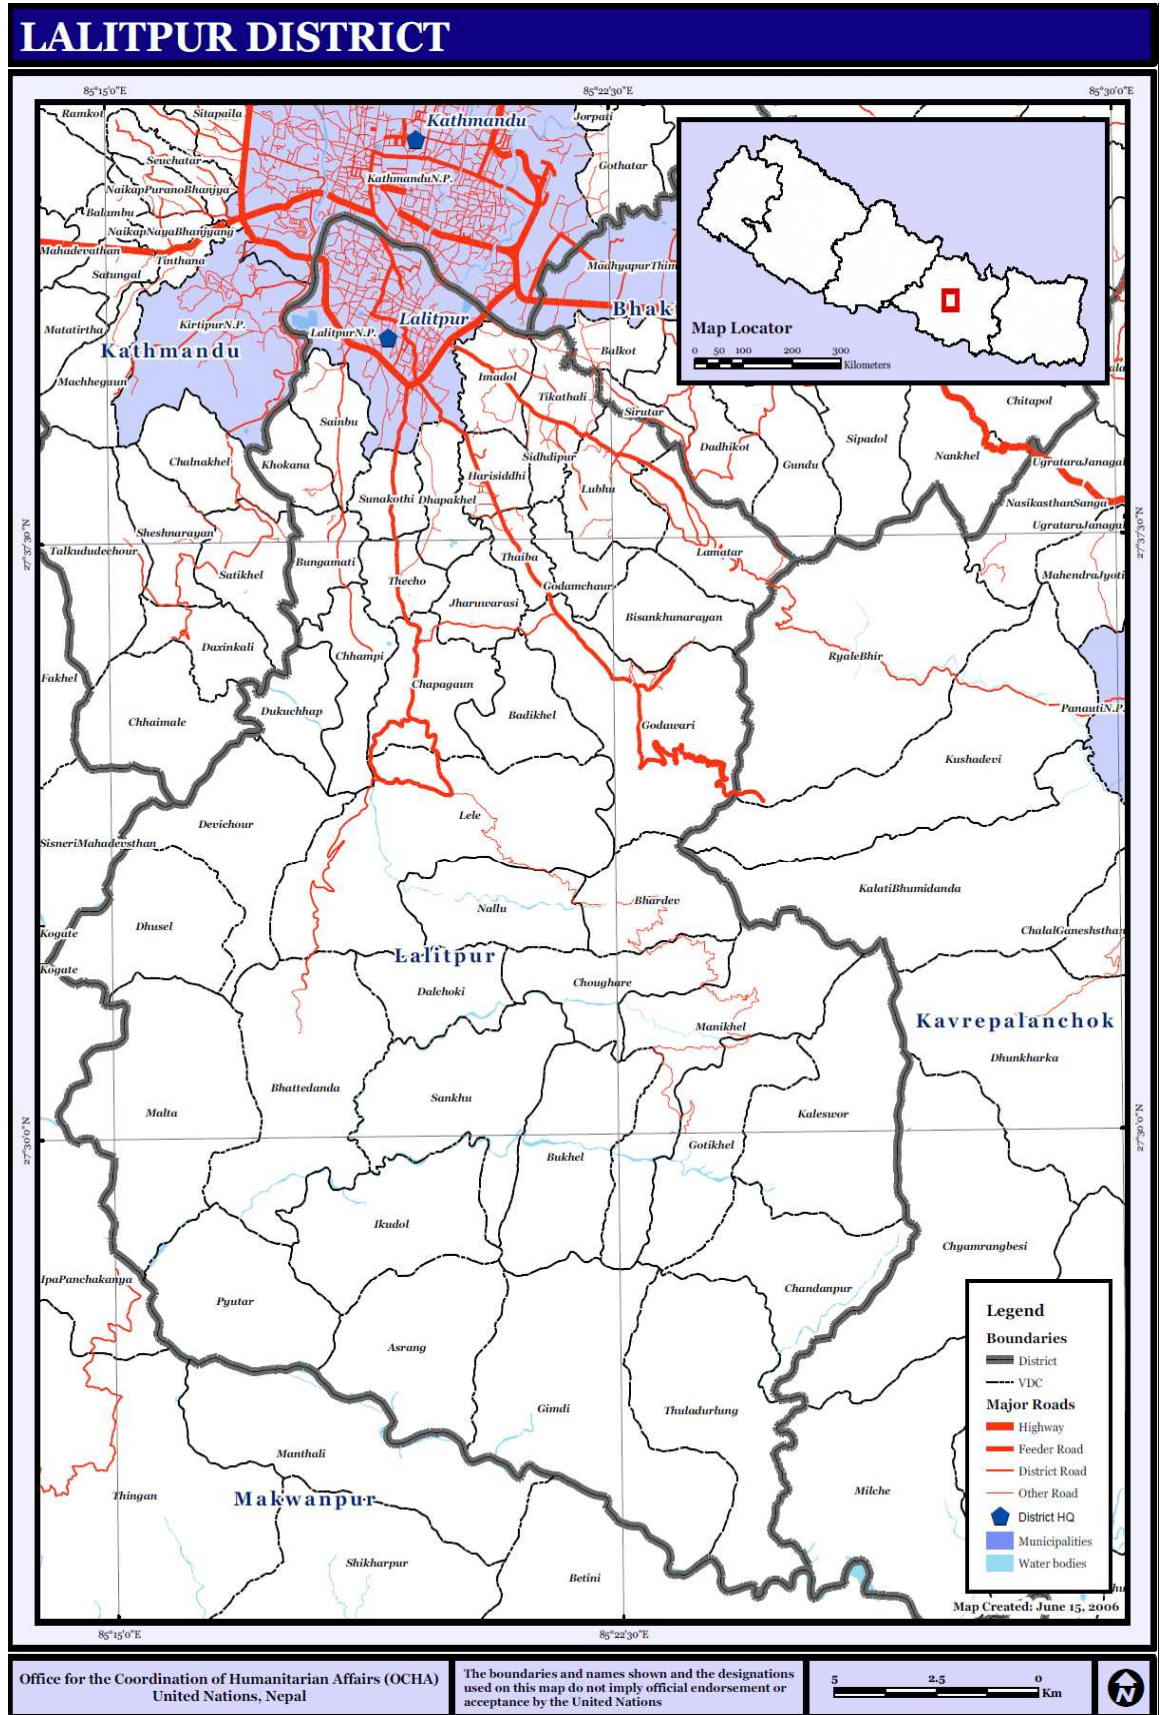 LALITPUR DISTRICT
85°15'0"E
85°22'30"E
85°30'0"E
Ramkot
Sitapaila
Kathmandu
Jorpati
Seuchatar
KathmanduN.P.
Gothatar
NaikapPuranoBhanjya
Balambu
NaikapNayaBhanjyang
Mahadevathan
Tinthana
Satungal
MadhyapurThim
Bhak
Matatirtha
KirtipurN.P.
LalitpurN.P.
Lalitpur
Kathmandu
Balkot
Machhegaun
Imadol
Tikathali
Sirutar
Map Locator
0 50 100 200 300
Kilometers
Chitapol
Sainbu
Dadhikot
Sipadol
Nankhel
Chalnakhel
Khokana
Sidhdipur
Gundu
UgrataraJanagal
Harisiddhi
Lubhu
Sunakothi
Dhapakhel
NasikasthanSanga
UgrataraJanagal
Sheshnarayan
27°37'30"N
27°37'30"N
Talkududechour
Satikhel
Bungamati
Thecho
Thaiba
Lamatar
Godamchaur
MahendraJyoti
Jharuwarasi
Bisankhunarayan
Daxinkali
Chhampi
RyaleBhir
Fakhel
Chapagaun
Chhaimale
Dukuchhap
Badikhel
Godawari
PanautiN.P.
Kushadevi
Devichour
Lele
SisneriMahadevsthan
KalatiBhumidanda
Bhardev
Nallu
Dhusel
Kogate
ChalalGaneshsthan
Lalitpur
Kogate
Dalchoki
Choughare
Manikhel
Kavrepalanchok
Dhunkharka
Bhattedanda
Sankhu
Malta
Kaleswor
27°30'0"N
27°30'0"N
Gotikhel
Bukhel
Ikudol
Chyamrangbesi
IpaPanchakanya
Pyutar
Chandanpur
Asrang
Gimdi
Thuladurlung
Manthali
Thingan
Makwanpur
Milche
Shikharpur
Betini
Legend
Boundaries
District
VDC
Major Roads
Highway
Feeder Road
District Road
Other Road
District HQ
Municipalities
Water bodies
Map Created: June 15, 2006
85°15'0"E
85°22'30"E
Office for the Coordination of Humanitarian Affairs (OCHA)
United Nations, Nepal
The boundaries and names shown and the designations
used on this map do not imply official endorsement or
acceptance by the United Nations
5 2.5 0
Km
N